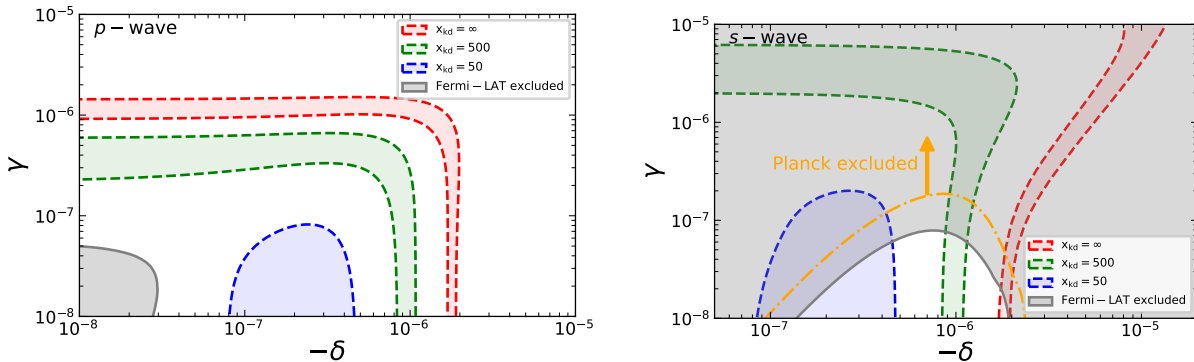 p − wave
x_kd = ∞
x_kd = 500
x_kd = 50
Fermi − LAT excluded
10⁻⁵
10⁻⁶
10⁻⁷
10⁻⁸
γ
10⁻⁸ 10⁻⁷ 10⁻⁶ 10⁻⁵
−δ
s − wave
10⁻⁵
10⁻⁶
10⁻⁷
10⁻⁸
γ
Planck excluded
x_kd = ∞
x_kd = 500
x_kd = 50
Fermi − LAT excluded
10⁻⁷ 10⁻⁶ 10⁻⁵
−δ